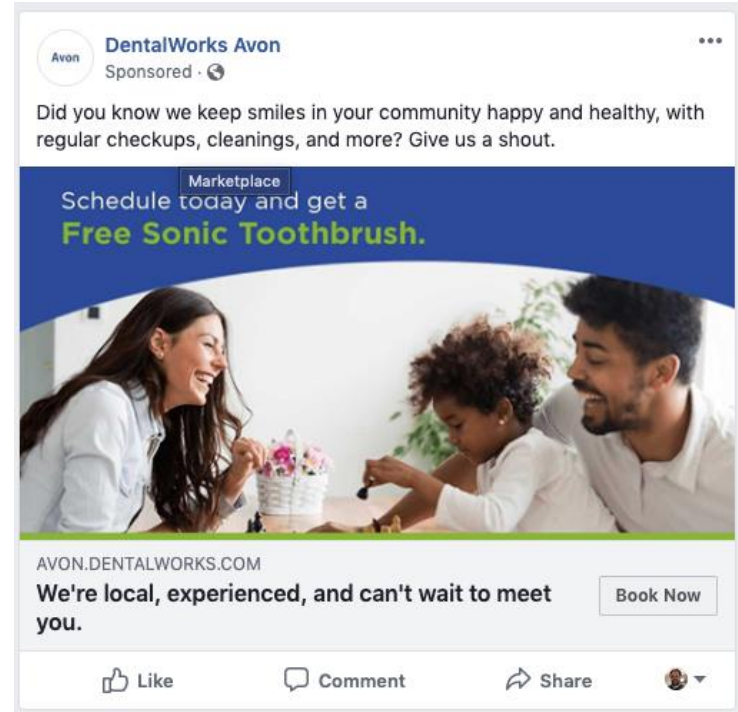 Avon
DentalWorks Avon
Sponsored ·
Did you know we keep smiles in your community happy and healthy, with
regular checkups, cleanings, and more? Give us a shout.
Marketplace
Schedule today and get a
Free Sonic Toothbrush.
AVON.DENTALWORKS.COM
We're local, experienced, and can't wait to meet
you.
Book Now
Like
Comment
Share